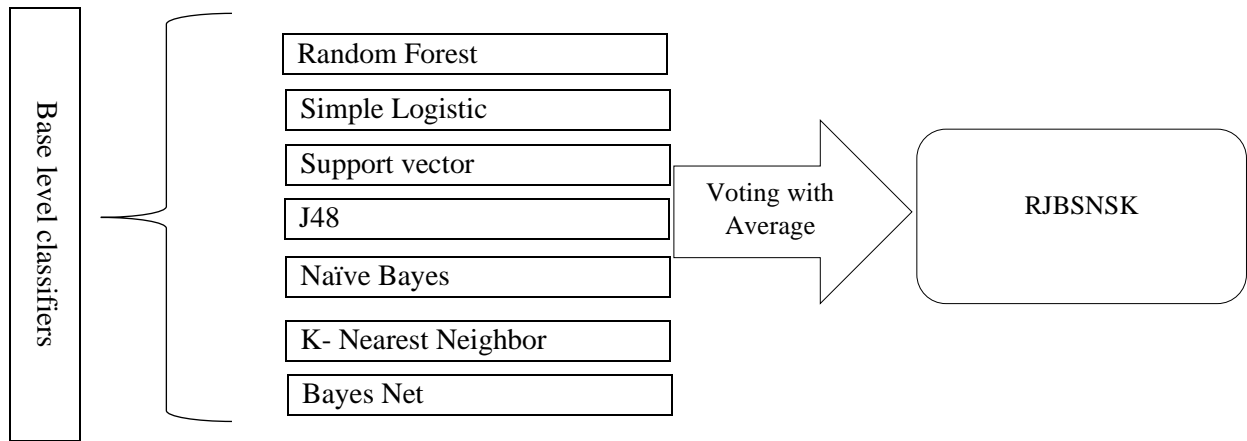 Base level classifiers
Random Forest
Simple Logistic
Support vector
J48
Naïve Bayes
K- Nearest Neighbor
Bayes Net
Voting with
Average
RJBSNSK